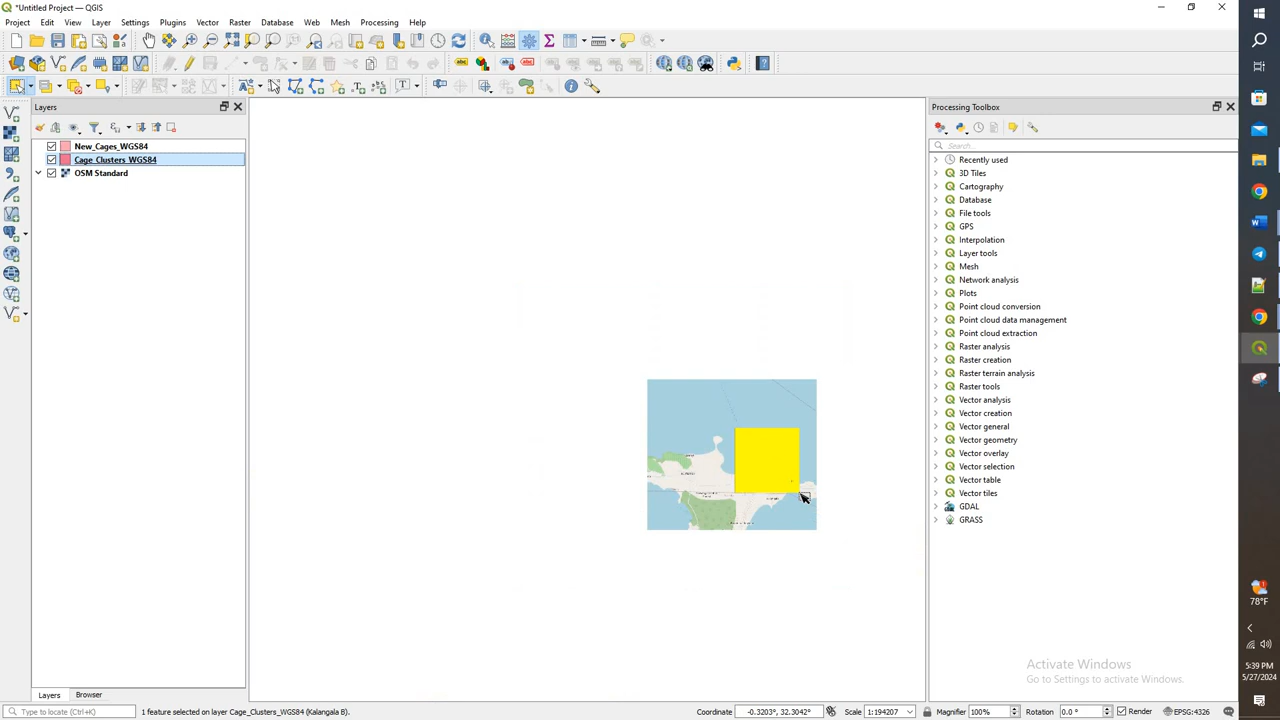 *Untitled Project — QGIS
Project Edit View Layer Settings Plugins Vector Raster Database Web Mesh Processing Help
Layers
New_Cages_WGS84
Cage_Clusters_WGS84
OSM Standard
Processing Toolbox
Search...
Recently used
3D Tiles
Cartography
Database
File tools
GPS
Interpolation
Layer tools
Mesh
Network analysis
Plots
Point cloud conversion
Point cloud data management
Point cloud extraction
Raster analysis
Raster creation
Raster terrain analysis
Raster tools
Vector analysis
Vector creation
Vector general
Vector geometry
Vector overlay
Vector selection
Vector table
Vector tiles
GDAL
GRASS
Activate Windows
Go to Settings to activate Windows.
Layers Browser
Type to locate (Ctrl+K) 1 feature selected on layer Cage_Clusters_WGS84 (Kalangala B). Coordinate -0.3203°, 32.3042° Scale 1:194207 Magnifier 100% Rotation 0.0 ° Render EPSG:4326
78°F
5:39 PM
5/27/2024